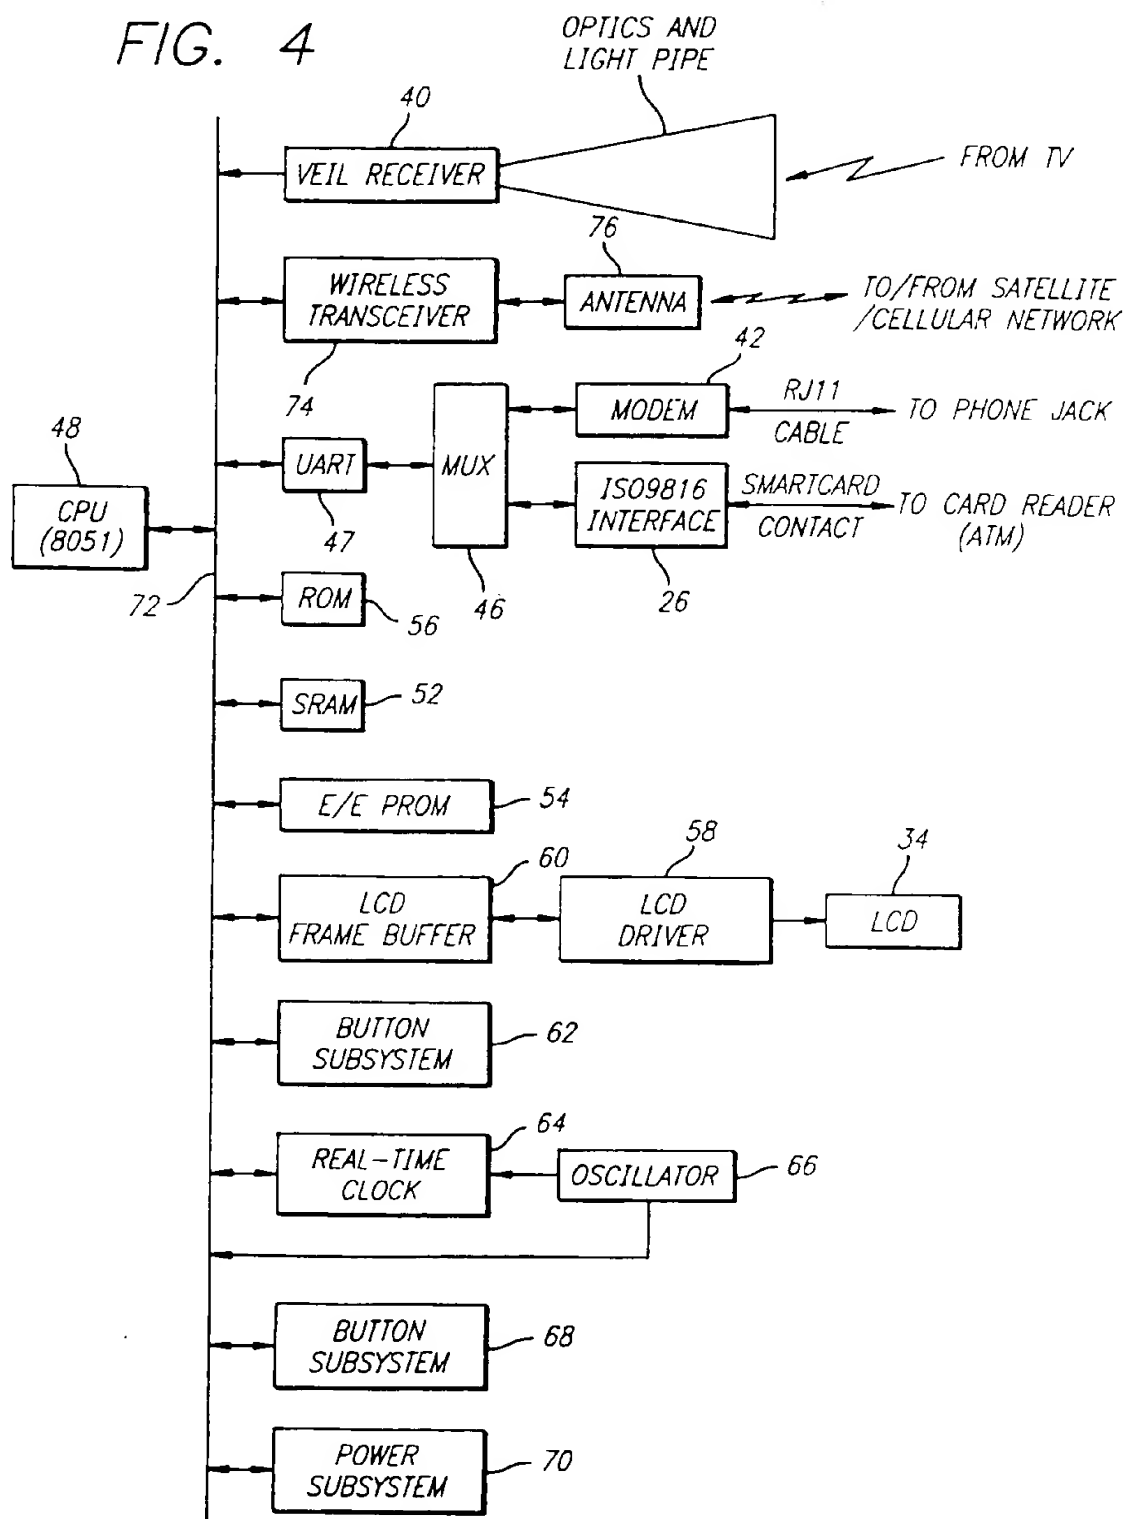 FIG. 4
OPTICS AND
LIGHT PIPE
40
VEIL RECEIVER
FROM TV
76
WIRELESS
TRANSCEIVER
ANTENNA
TO/FROM SATELLITE
/CELLULAR NETWORK
74
42
MODEM
RJ11
CABLE
TO PHONE JACK
48
CPU
(8051)
UART
47
MUX
46
ISO9816
INTERFACE
26
SMARTCARD
CONTACT
TO CARD READER
(ATM)
72
ROM
56
SRAM
52
E/E PROM
54
60
LCD
FRAME BUFFER
58
LCD
DRIVER
34
LCD
BUTTON
SUBSYSTEM
62
REAL-TIME
CLOCK
64
OSCILLATOR
66
BUTTON
SUBSYSTEM
68
POWER
SUBSYSTEM
70